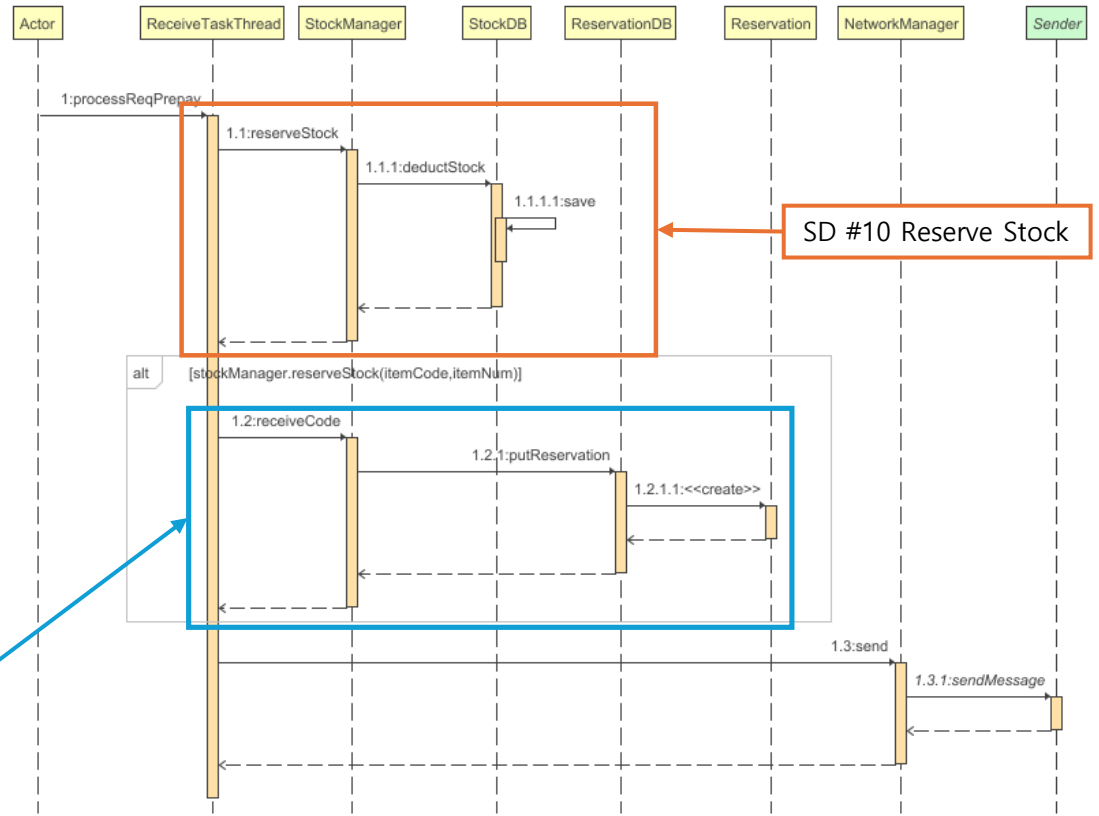 Actor
ReceiveTaskThread
StockManager
StockDB
ReservationDB
Reservation
NetworkManager
Sender
1:processReqPrepay
1.1:reserveStock
1.1.1:deductStock
1.1.1.1:save
SD #10 Reserve Stock
alt
[stockManager.reserveStock(itemCode,itemNum)]
1.2:receiveCode
1.2.1:putReservation
1.2.1.1:<<create>>
1.3:send
1.3.1:sendMessage